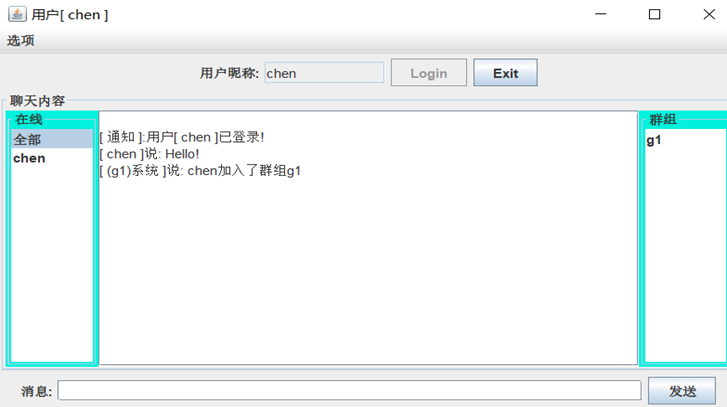 用户[ chen ]
选项
用户昵称: chen Login Exit
聊天内容
在线
全部
chen
[ 通知 ]:用户[ chen ]已登录!
[ chen ]说: Hello!
[ (g1)系统 ]说: chen加入了群组g1
群组
g1
消息: 发送